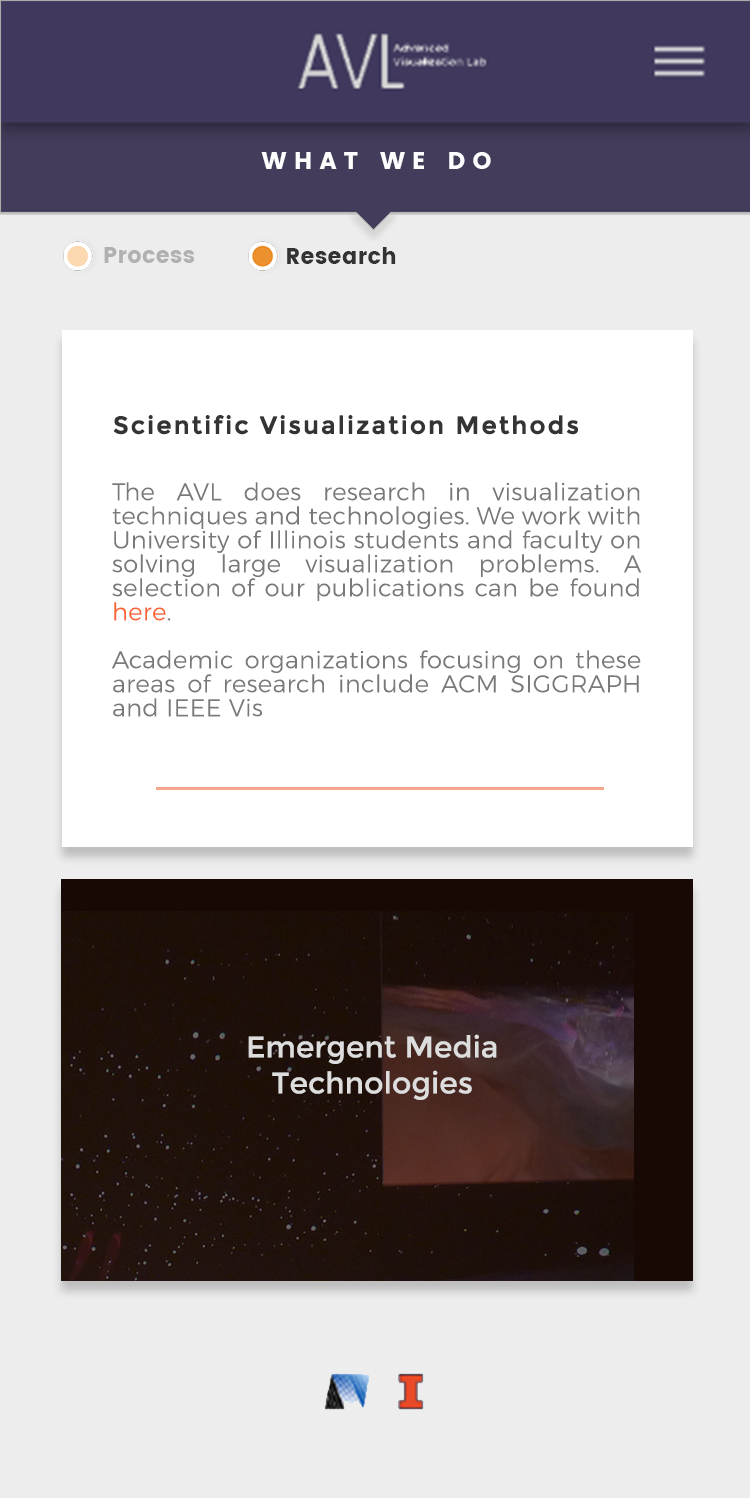 AVL Advanced
Visualization Lab
WHAT WE DO
Process Research
Scientific Visualization Methods
The AVL does research in visualization
techniques and technologies. We work with
University of Illinois students and faculty on
solving large visualization problems. A
selection of our publications can be found
here.
Academic organizations focusing on these
areas of research include ACM SIGGRAPH
and IEEE Vis
Emergent Media
Technologies
I